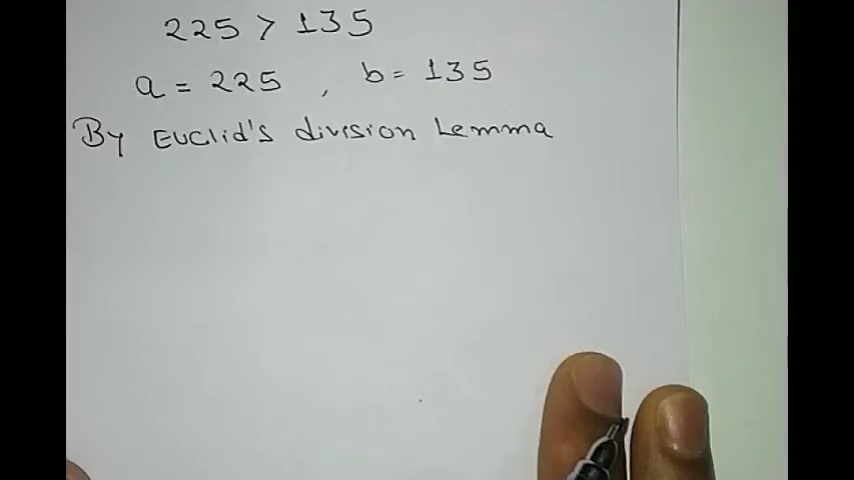 225 > 135
a = 225 , b = 135
By Euclid's division Lemma